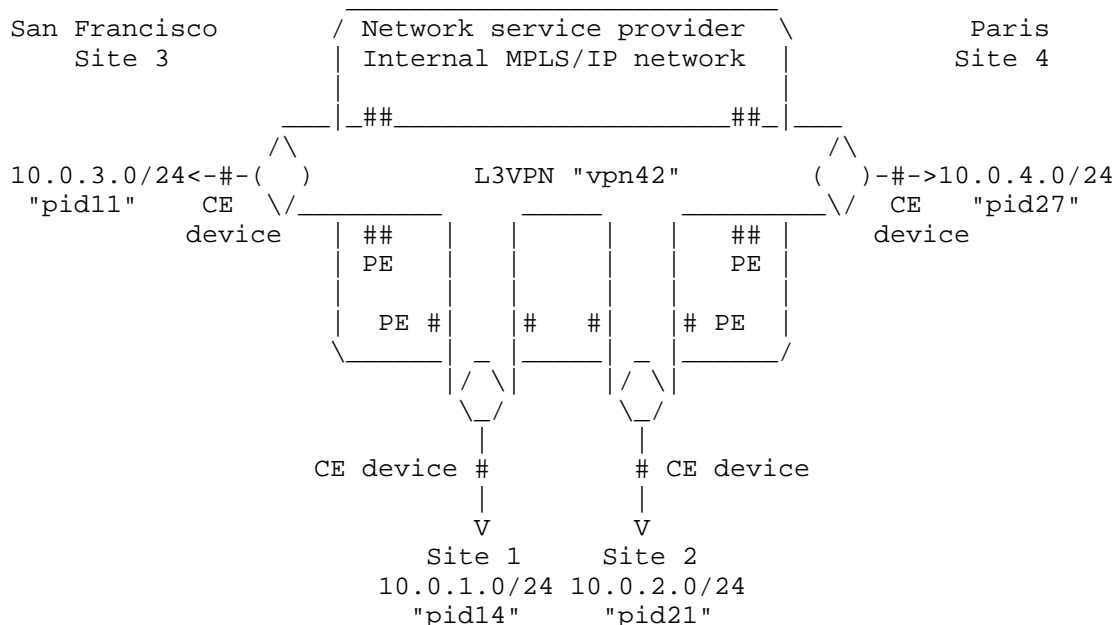 San Francisco Network service provider Paris
Site 3 Internal MPLS/IP network Site 4
## ##
10.0.3.0/24<-#-( ) L3VPN "vpn42" ( )-#->10.0.4.0/24
"pid11" CE CE "pid27"
device ## ## device
PE PE
PE # # # # PE
CE device # # CE device
V V
Site 1 Site 2
10.0.1.0/24 10.0.2.0/24
"pid14" "pid21"